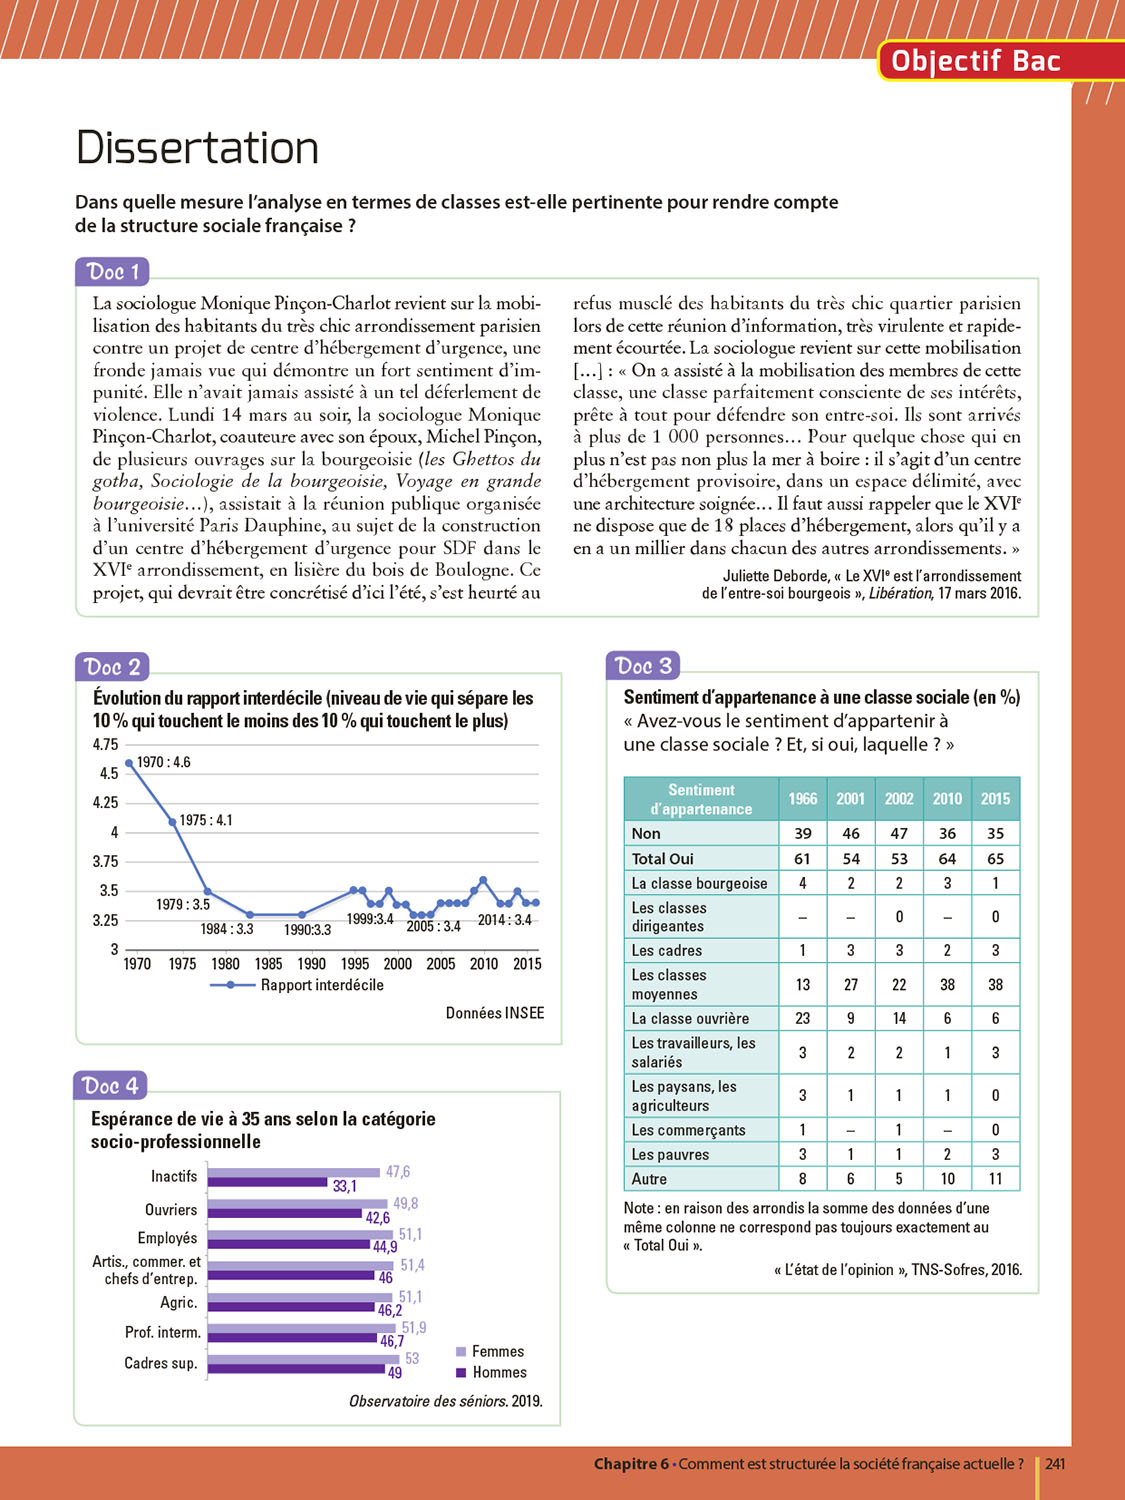 Objectif Bac
Dissertation
Dans quelle mesure l'analyse en termes de classes est-elle pertinente pour rendre compte
de la structure sociale française ?
Doc 1
La sociologue Monique Pinçon-Charlot revient sur la mobi-
lisation des habitants du très chic arrondissement parisien
contre un projet de centre d'hébergement d'urgence, une
fronde jamais vue qui démontre un fort sentiment d'im-
punité. Elle n'avait jamais assisté à un tel déferlement de
violence. Lundi 14 mars au soir, la sociologue Monique
Pinçon-Charlot, coauteure avec son époux, Michel Pinçon,
de plusieurs ouvrages sur la bourgeoisie (les Ghettos du
gotha, Sociologie de la bourgeoisie, Voyage en grande
bourgeoisie…), assistait à la réunion publique organisée
à l'université Paris Dauphine, au sujet de la construction
d'un centre d'hébergement d'urgence pour SDF dans le
XVIe arrondissement, en lisière du bois de Boulogne. Ce
projet, qui devrait être concrétisé d'ici l'été, s'est heurté au
refus musclé des habitants du très chic quartier parisien
lors de cette réunion d'information, très virulente et rapide-
ment écourtée. La sociologue revient sur cette mobilisation
[…] : « On a assisté à la mobilisation des membres de cette
classe, une classe parfaitement consciente de ses intérêts,
prête à tout pour défendre son entre-soi. Ils sont arrivés
à plus de 1 000 personnes… Pour quelque chose qui en
plus n'est pas non plus la mer à boire : il s'agit d'un centre
d'hébergement provisoire, dans un espace délimité, avec
une architecture soignée… Il faut aussi rappeler que le XVIe
ne dispose que de 18 places d'hébergement, alors qu'il y a
en a un millier dans chacun des autres arrondissements. »
Juliette Deborde, « Le XVIe est l'arrondissement
de l'entre-soi bourgeois », Libération, 17 mars 2016.
Doc 2
Évolution du rapport interdécile (niveau de vie qui sépare les
10 % qui touchent le moins des 10 % qui touchent le plus)
4.75
4.5
4.25
4
3.75
3.5
3.25
3
1970 : 4.6
1975 : 4.1
1979 : 3.5
1984 : 3.3
1990:3.3
1999:3.4
2005 : 3.4
2014 : 3.4
1970 1975 1980 1985 1990 1995 2000 2005 2010 2015
Rapport interdécile
Données INSEE
Doc 3
Sentiment d'appartenance à une classe sociale (en %)
« Avez-vous le sentiment d'appartenir à
une classe sociale ? Et, si oui, laquelle ? »
Sentiment
d'appartenance 1966 2001 2002 2010 2015
Non 39 46 47 36 35
Total Oui 61 54 53 64 65
La classe bourgeoise 4 2 2 3 1
Les classes
dirigeantes – – 0 – 0
Les cadres 1 3 3 2 3
Les classes
moyennes 13 27 22 38 38
La classe ouvrière 23 9 14 6 6
Les travailleurs, les
salariés 3 2 2 1 3
Les paysans, les
agriculteurs 3 1 1 1 0
Les commerçants 1 – 1 – 0
Les pauvres 3 1 1 2 3
Autre 8 6 5 10 11
Note : en raison des arrondis la somme des données d'une
même colonne ne correspond pas toujours exactement au
« Total Oui ».
« L'état de l'opinion », TNS-Sofres, 2016.
Doc 4
Espérance de vie à 35 ans selon la catégorie
socio-professionnelle
Inactifs 47,6
33,1
Ouvriers 49,8
42,6
Employés 51,1
44,9
Artis., commer. et
chefs d'entrep. 51,4
46
Agric. 51,1
46,2
Prof. interm. 51,9
46,7
Cadres sup. 53
49
Femmes
Hommes
Observatoire des séniors. 2019.
Chapitre 6 • Comment est structurée la société française actuelle ? 241